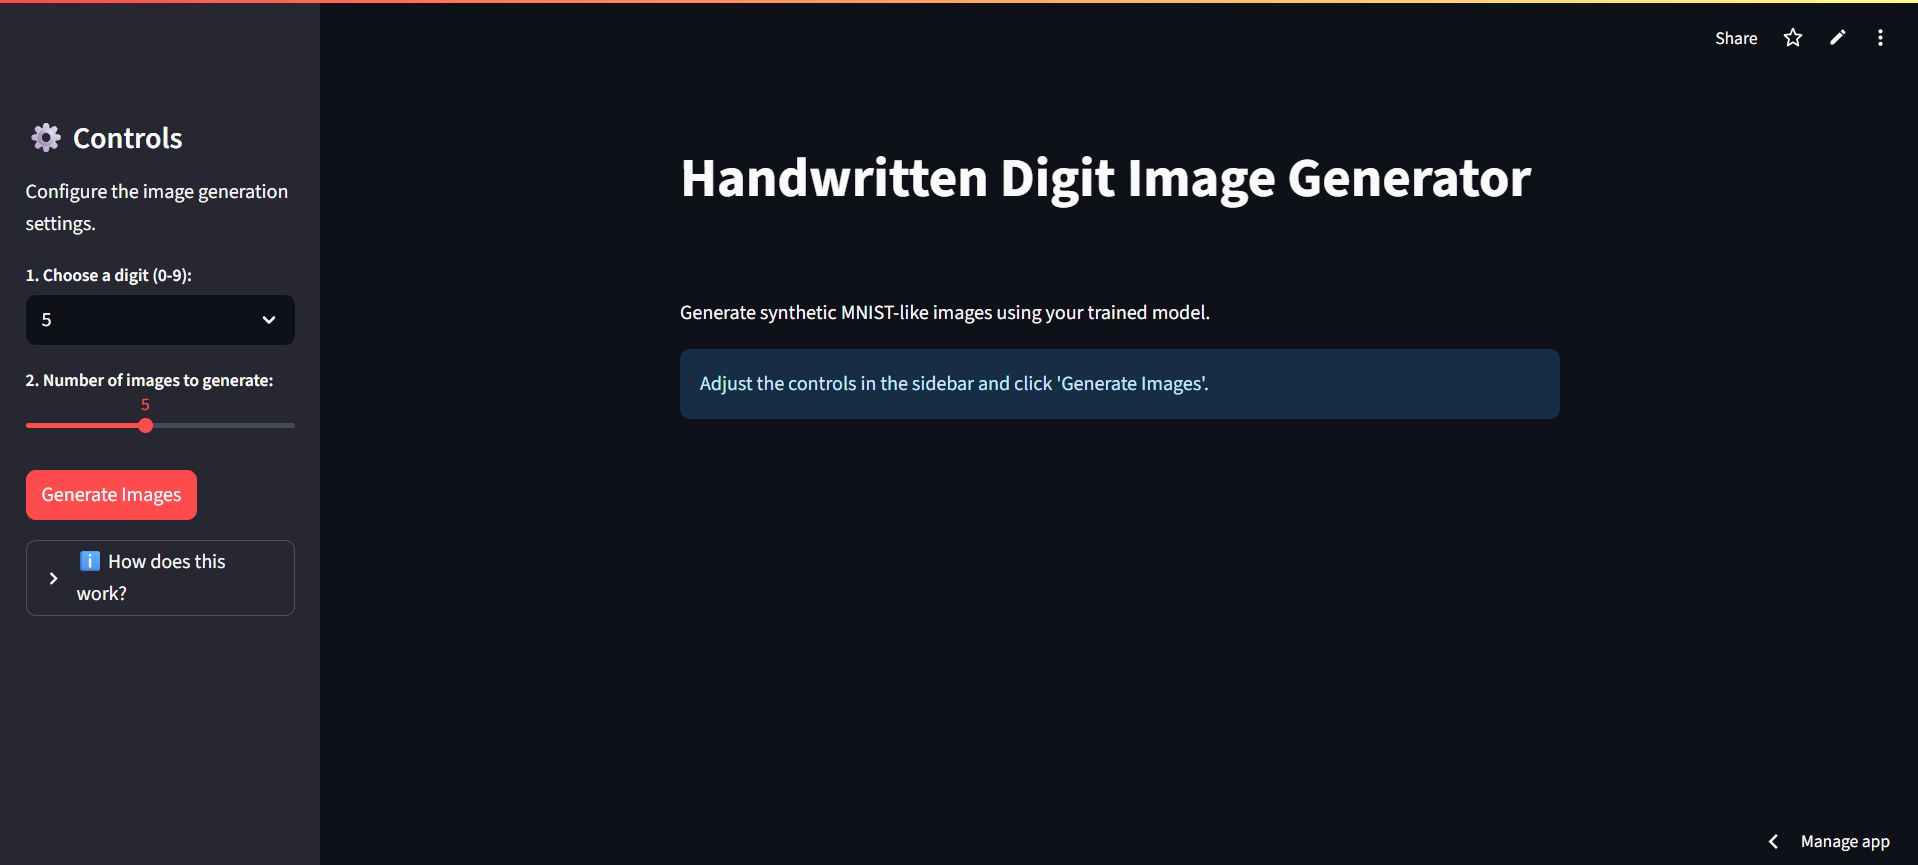 Share
Controls
Configure the image generation
settings.
1. Choose a digit (0-9):
5
2. Number of images to generate:
5
Generate Images
How does this
work?
Handwritten Digit Image Generator
Generate synthetic MNIST-like images using your trained model.
Adjust the controls in the sidebar and click 'Generate Images'.
Manage app